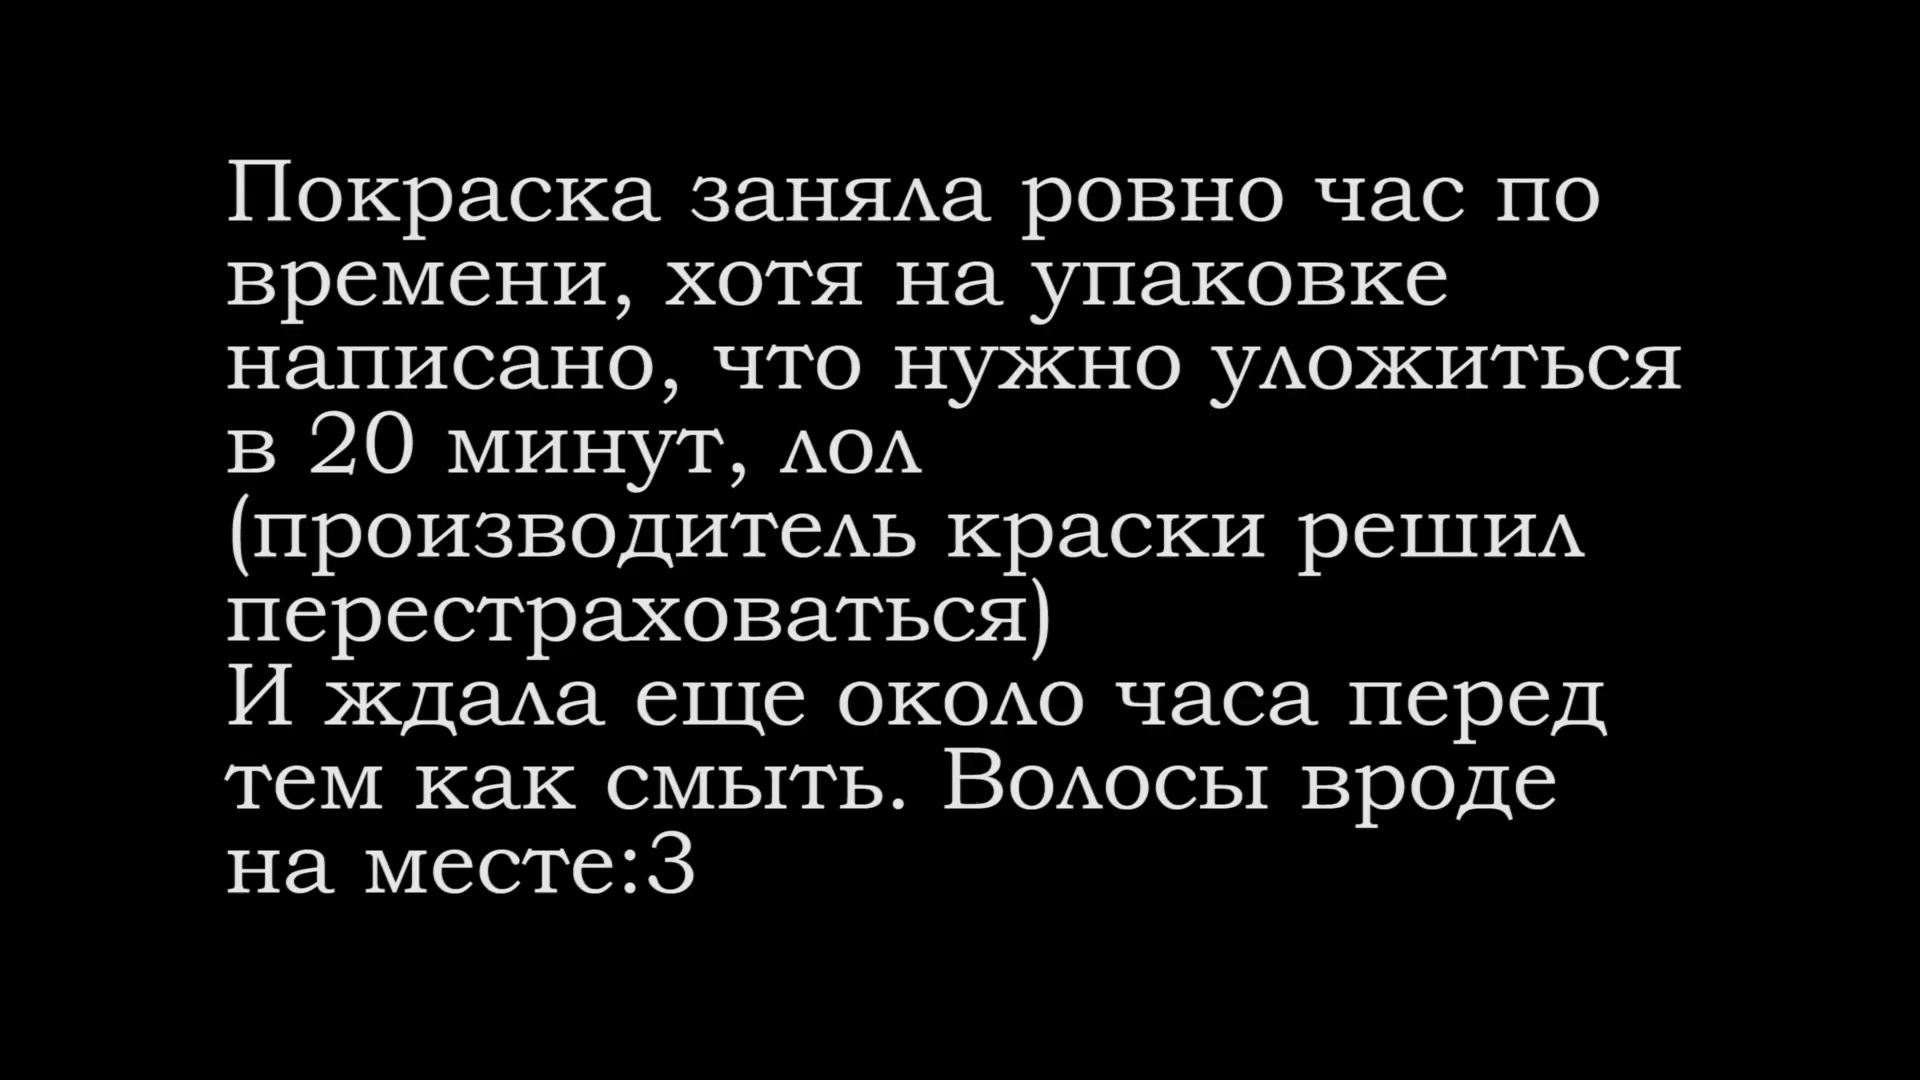 Покраска заняла ровно час по
времени, хотя на упаковке
написано, что нужно уложиться
в 20 минут, лол
(производитель краски решил
перестраховаться)
И ждала еще около часа перед
тем как смыть. Волосы вроде
на месте:3